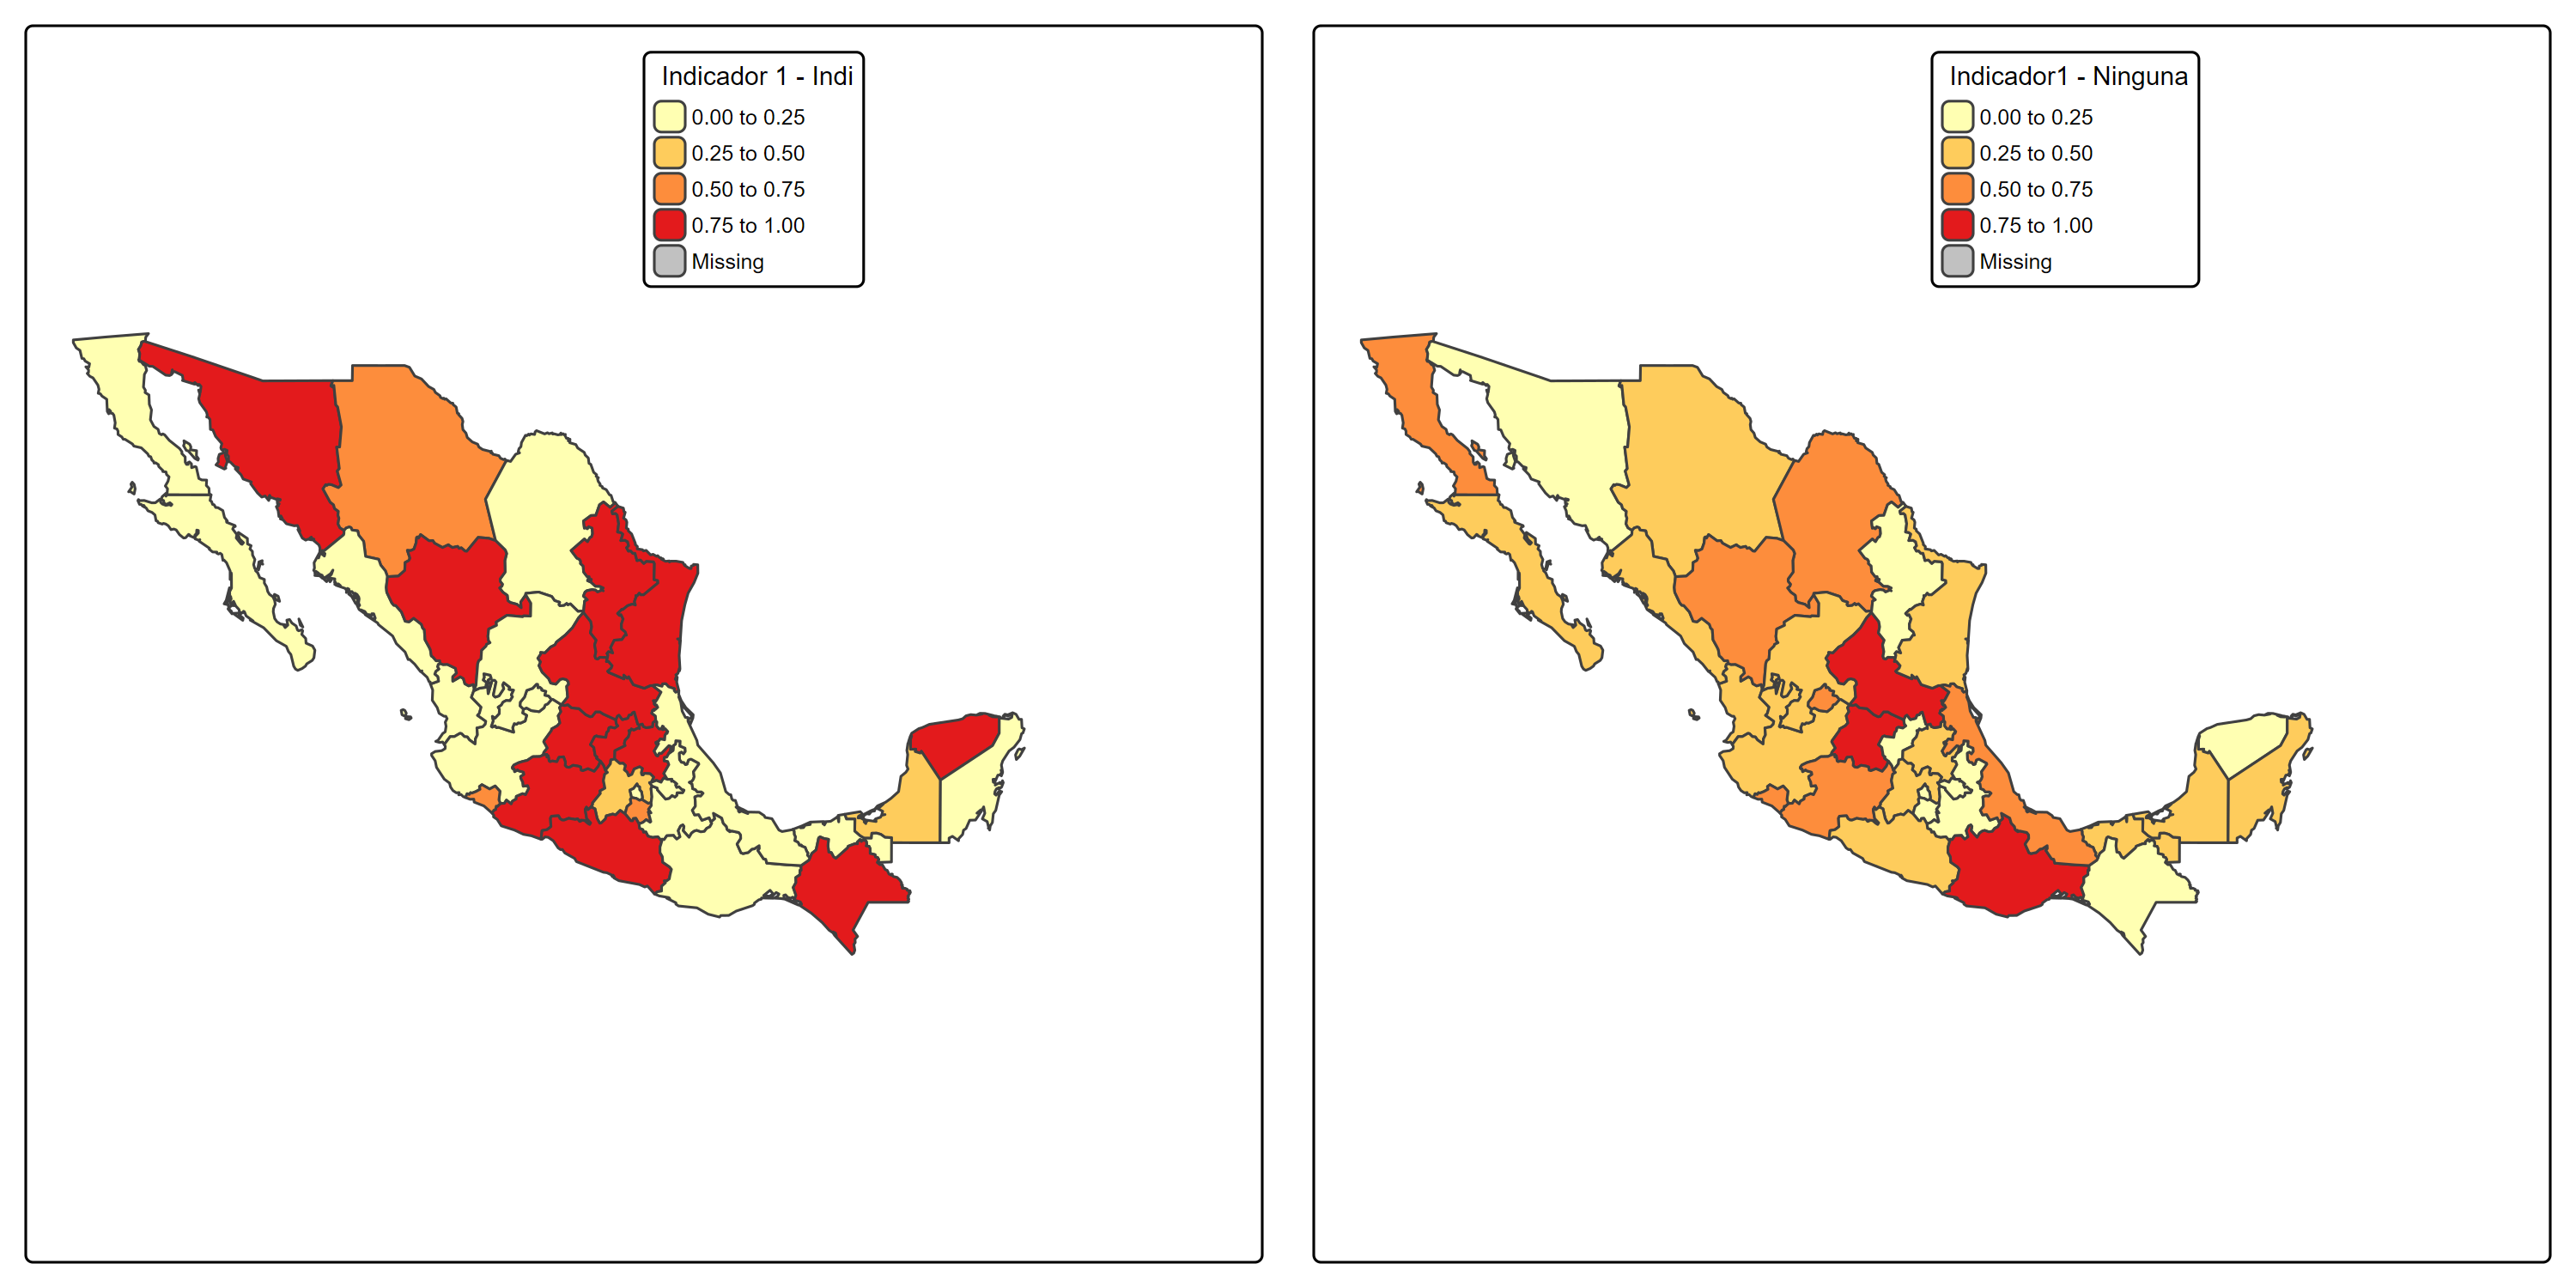 Indicador 1 - Indi
0.00 to 0.25
0.25 to 0.50
0.50 to 0.75
0.75 to 1.00
Missing
Indicador1 - Ninguna
0.00 to 0.25
0.25 to 0.50
0.50 to 0.75
0.75 to 1.00
Missing